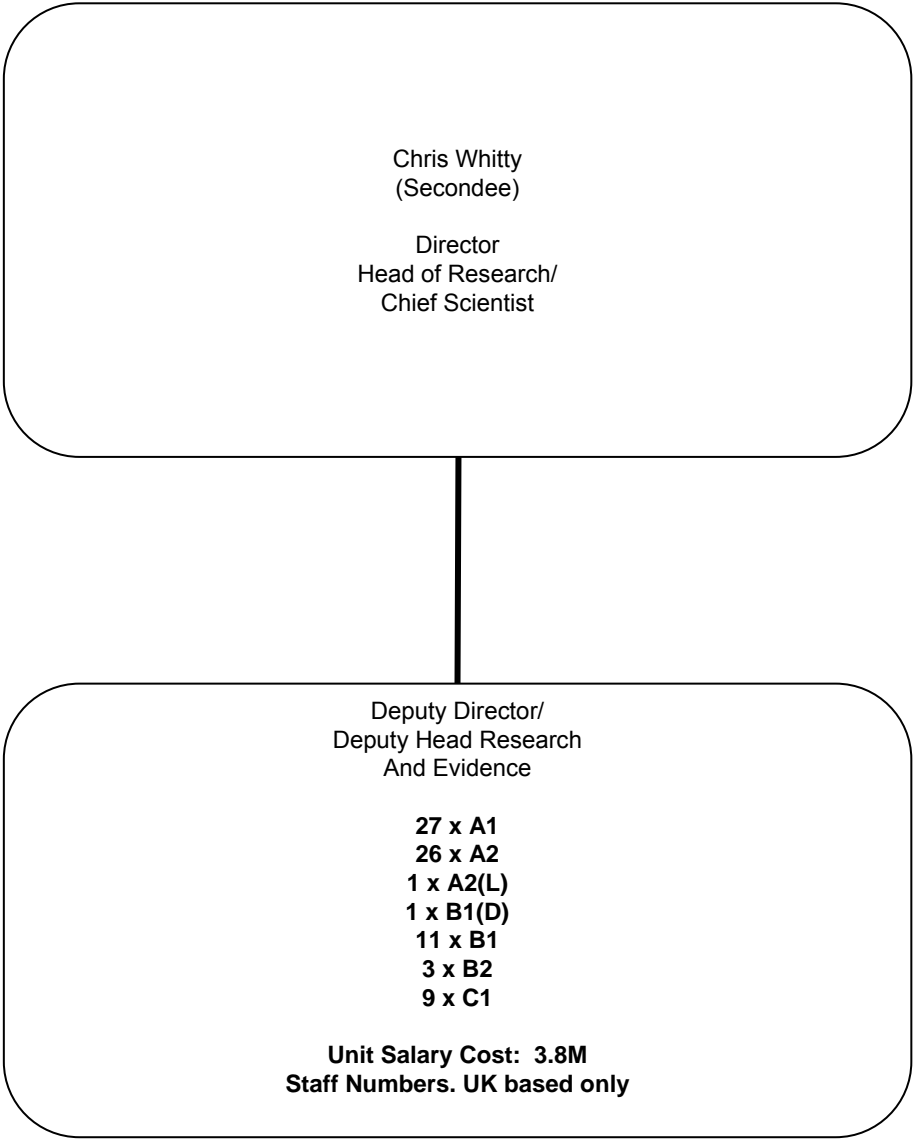 Chris Whitty
(Secondee)
Director
Head of Research/
Chief Scientist
Deputy Director/
Deputy Head Research
And Evidence
27 x A1
26 x A2
1 x A2(L)
1 x B1(D)
11 x B1
3 x B2
9 x C1
Unit Salary Cost:  3.8M
Staff Numbers. UK based only